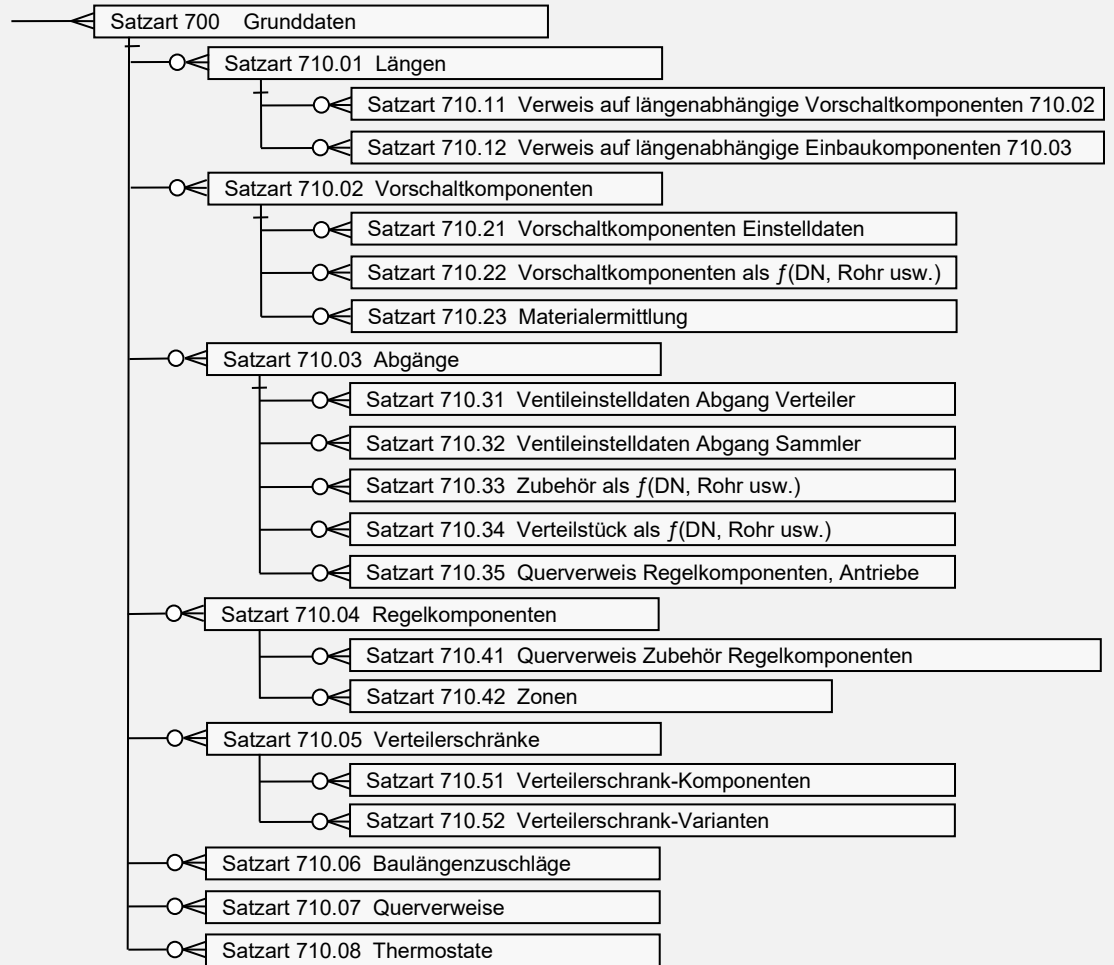 Satzart 700 Grunddaten
Satzart 710.01 Längen
Satzart 710.11 Verweis auf längenabhängige Vorschaltkomponenten 710.02
Satzart 710.12 Verweis auf längenabhängige Einbaukomponenten 710.03
Satzart 710.02 Vorschaltkomponenten
Satzart 710.21 Vorschaltkomponenten Einstelldaten
Satzart 710.22 Vorschaltkomponenten als ƒ(DN, Rohr usw.)
Satzart 710.23 Materialermittlung
Satzart 710.03 Abgänge
Satzart 710.31 Ventileinstelldaten Abgang Verteiler
Satzart 710.32 Ventileinstelldaten Abgang Sammler
Satzart 710.33 Zubehör als ƒ(DN, Rohr usw.)
Satzart 710.34 Verteilstück als ƒ(DN, Rohr usw.)
Satzart 710.35 Querverweis Regelkomponenten, Antriebe
Satzart 710.04 Regelkomponenten
Satzart 710.41 Querverweis Zubehör Regelkomponenten
Satzart 710.42 Zonen
Satzart 710.05 Verteilerschränke
Satzart 710.51 Verteilerschrank-Komponenten
Satzart 710.52 Verteilerschrank-Varianten
Satzart 710.06 Baulängenzuschläge
Satzart 710.07 Querverweise
Satzart 710.08 Thermostate